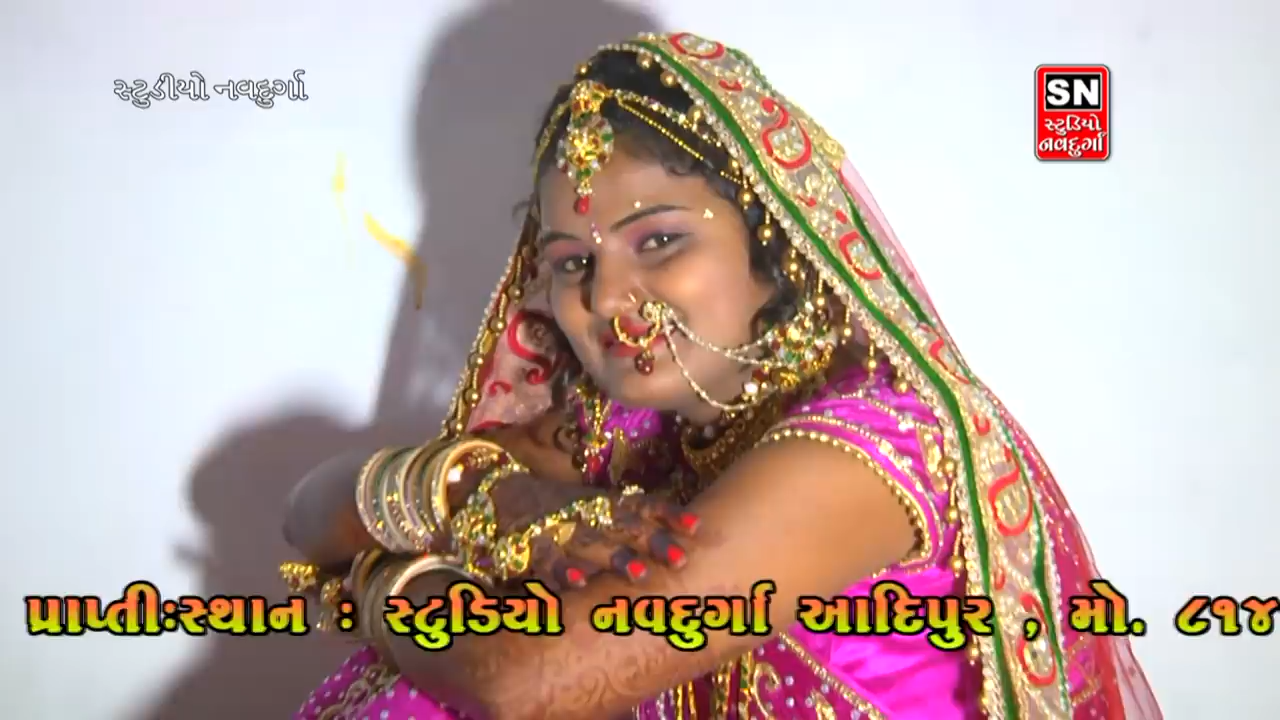 સ્ટુડીયો નવદુર્ગા
SN
સ્ટુડિયો
નવદુર્ગા
પ્રાપ્તીઃસ્થાન : સ્ટુડિયો નવદુર્ગા આદિપુર , મો. ૮૧૪